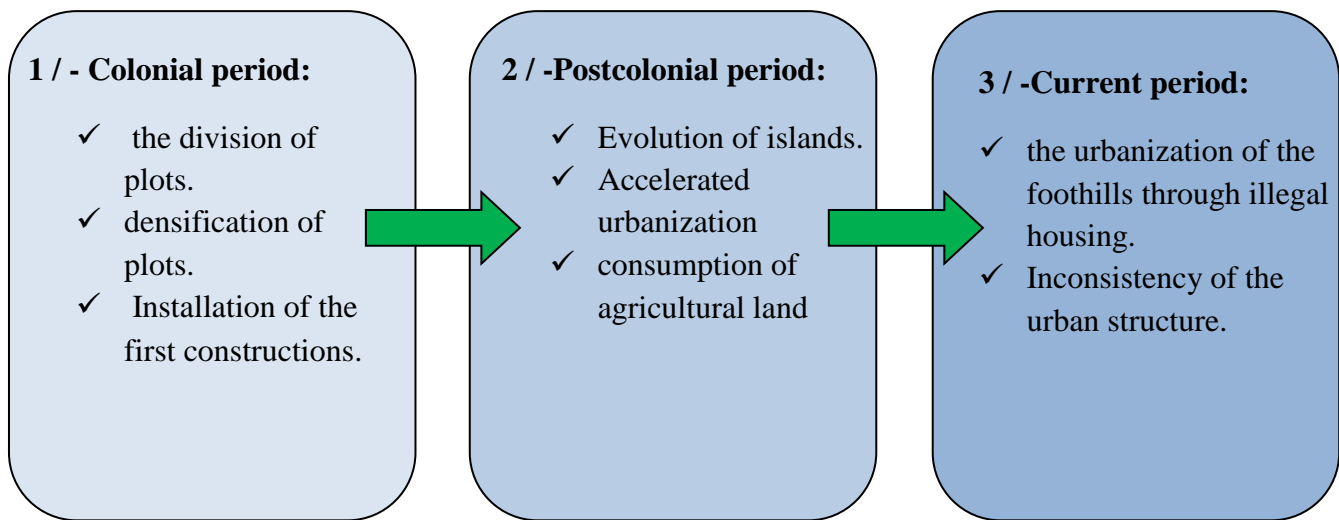 1 / - Colonial period:
✓ the division of
plots.
✓ densification of
plots.
✓ Installation of the
first constructions.
2 / -Postcolonial period:
✓ Evolution of islands.
✓ Accelerated
urbanization
✓ consumption of
agricultural land
3 / -Current period:
✓ the urbanization of the
foothills through illegal
housing.
✓ Inconsistency of the
urban structure.